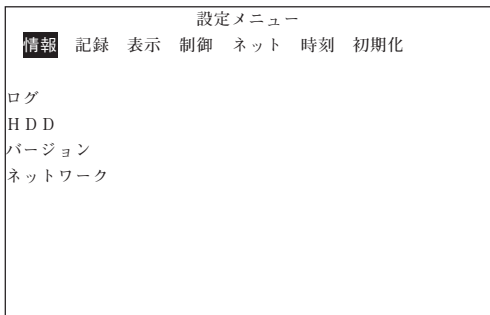 設定メニュー
情報 記録 表示 制御 ネット 時刻 初期化
ログ
HDD
バージョン
ネットワーク